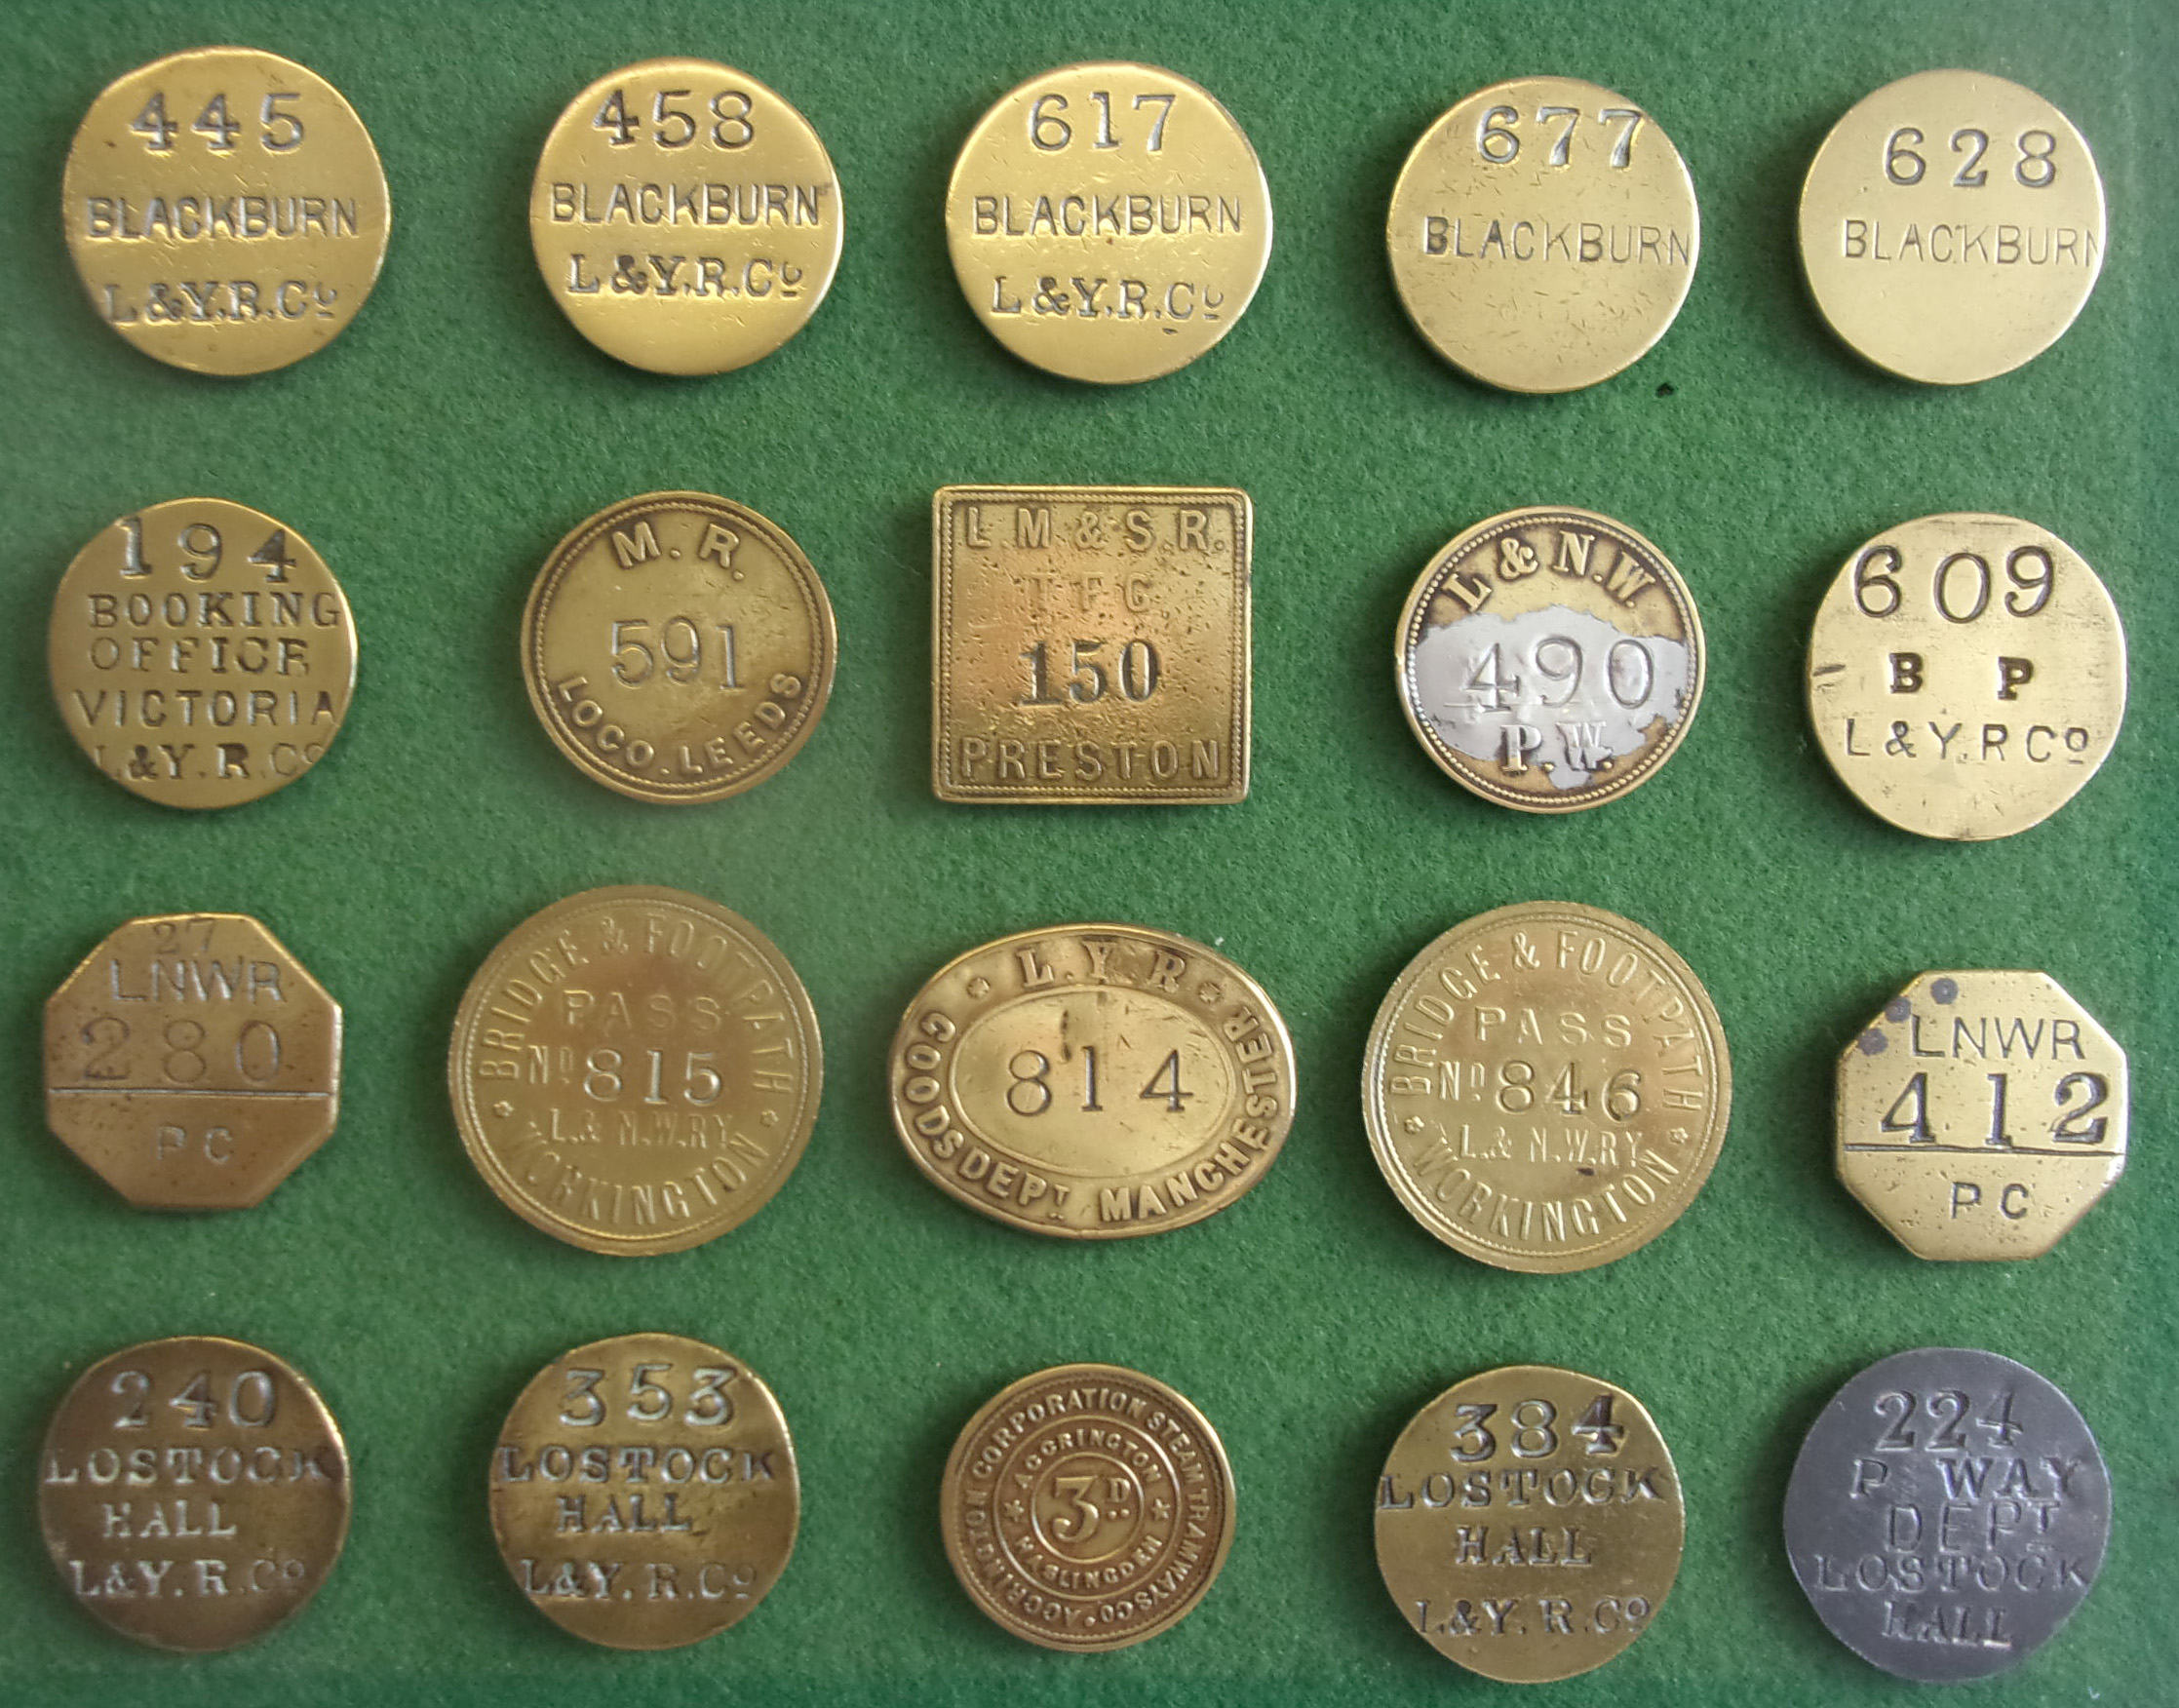 445
BLACKBURN
L&Y.R.Cº
458
BLACKBURN
L&Y.R.Cº
617
BLACKBURN
L&Y.R.Cº
677
BLACKBURN
628
BLACKBURN
194
BOOKING
OFFICE
VICTORIA
L&Y.R.Cº
M.R.
591
LOCO. LEEDS
L M & S R.
T F C
150
PRESTON
L & N.W.
490
P.W.
609
B P
L&Y.R Cº
27
LNWR
280
P C
BRIDGE & FOOTPATH
PASS
Nº 815
L.& N.W.RY
WORKINGTON
L.Y.R
814
GOODS DEPT MANCHESTER
BRIDGE & FOOTPATH
PASS
Nº 846
L.& N.W.RY
WORKINGTON
LNWR
412
P C
240
LOSTOCK
HALL
L&Y.R.Cº
353
LOSTOCK
HALL
L&Y.R.Cº
ACCRINGTON CORPORATION STEAM TRAMWAYS CO.
ACCRINGTON
3D
HASLINGDEN
384
LOSTOCK
HALL
L&Y.R.Cº
224
P WAY
DEPT
LOSTOCK
HALL